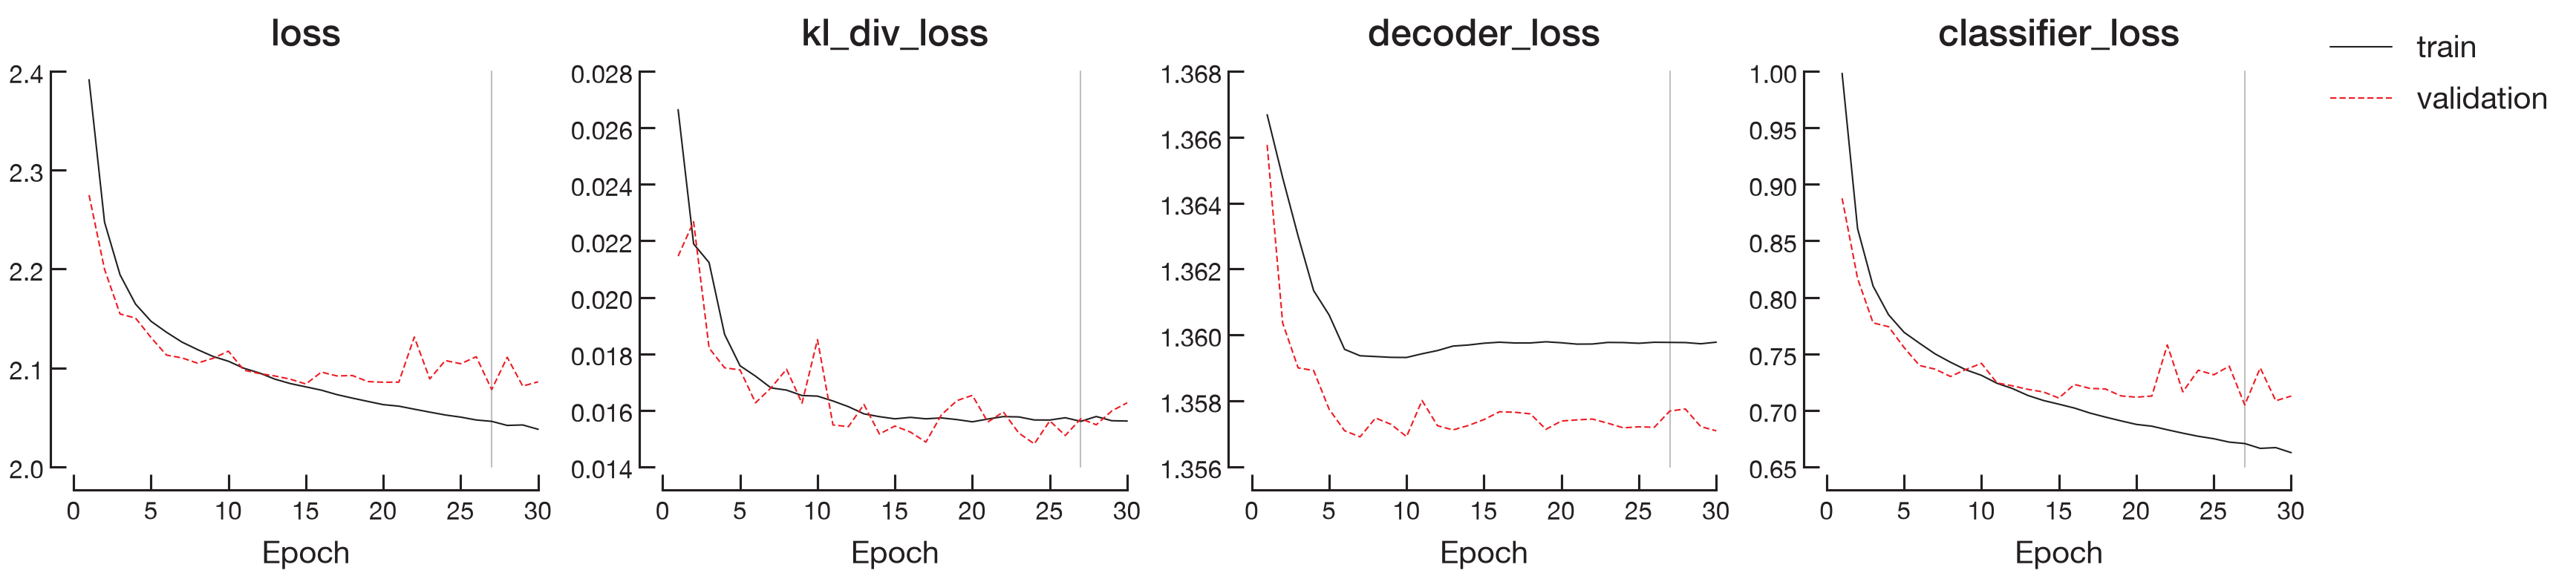 loss
2.4
2.3
2.2
2.1
2.0
0 5 10 15 20 25 30
Epoch
kl_div_loss
0.028
0.026
0.024
0.022
0.020
0.018
0.016
0.014
0 5 10 15 20 25 30
Epoch
decoder_loss
1.368
1.366
1.364
1.362
1.360
1.358
1.356
0 5 10 15 20 25 30
Epoch
classifier_loss
1.00
0.95
0.90
0.85
0.80
0.75
0.70
0.65
0 5 10 15 20 25 30
Epoch
train
validation